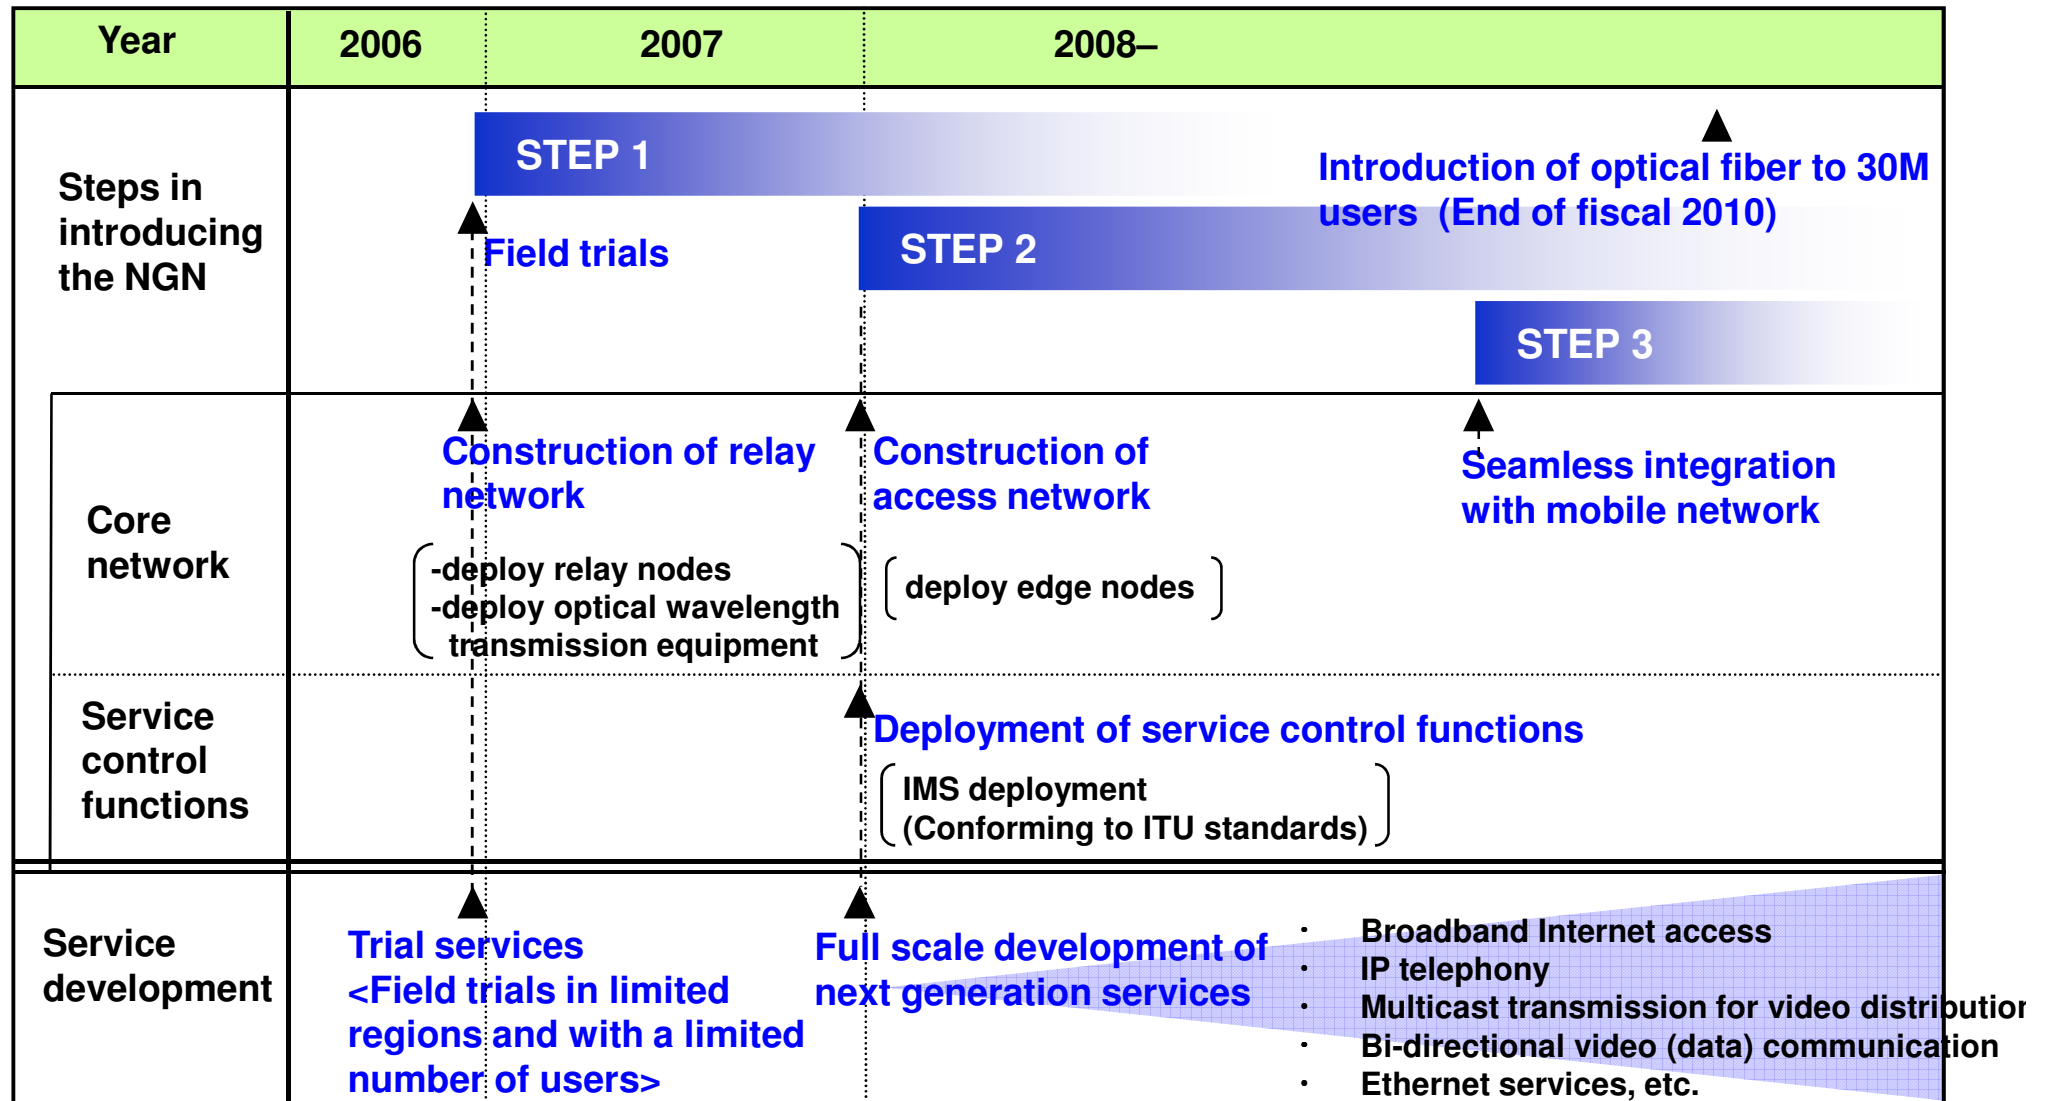 Year 2006 2007 2008–
Steps in
introducing
the NGN
STEP 1
Introduction of optical fiber to 30M
users (End of fiscal 2010)
Field trials
STEP 2
STEP 3
Core
network
Construction of relay
network
-deploy relay nodes
-deploy optical wavelength
transmission equipment
Construction of
access network
deploy edge nodes
Seamless integration
with mobile network
Service
control
functions
Deployment of service control functions
IMS deployment
(Conforming to ITU standards)
Service
development
Trial services
<Field trials in limited
regions and with a limited
number of users>
Full scale development of
next generation services
· Broadband Internet access
· IP telephony
· Multicast transmission for video distribution
· Bi-directional video (data) communication
· Ethernet services, etc.